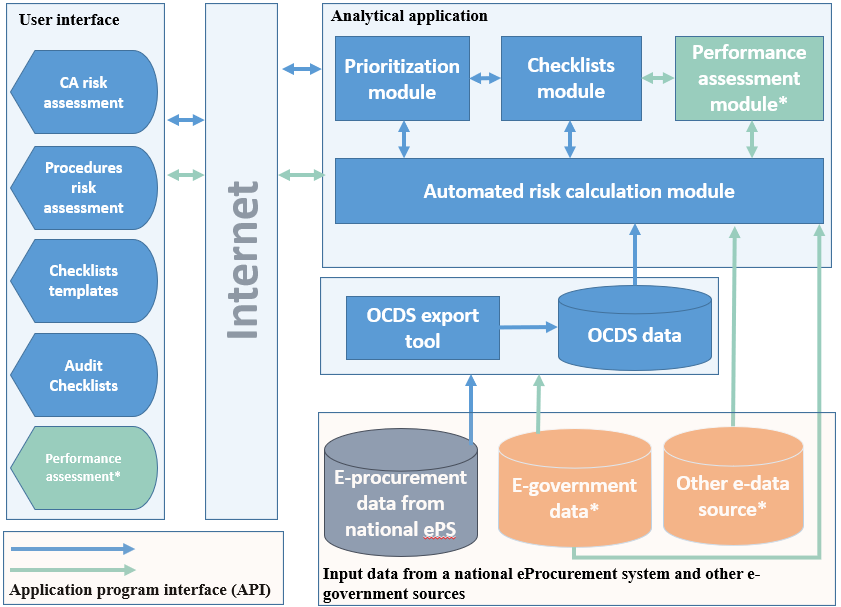 User interface
CA risk
assessment
Procedures
risk
assessment
Checklists
templates
Audit
Checklists
Performance
assessment*
Internet
Analytical application
Prioritization
module
Checklists
module
Performance
assessment
module*
Automated risk calculation module
OCDS export
tool
OCDS data
E-procurement
data from
national ePS
E-government
data*
Other e-data
source*
Input data from a national eProcurement system and other e-
government sources
Application program interface (API)